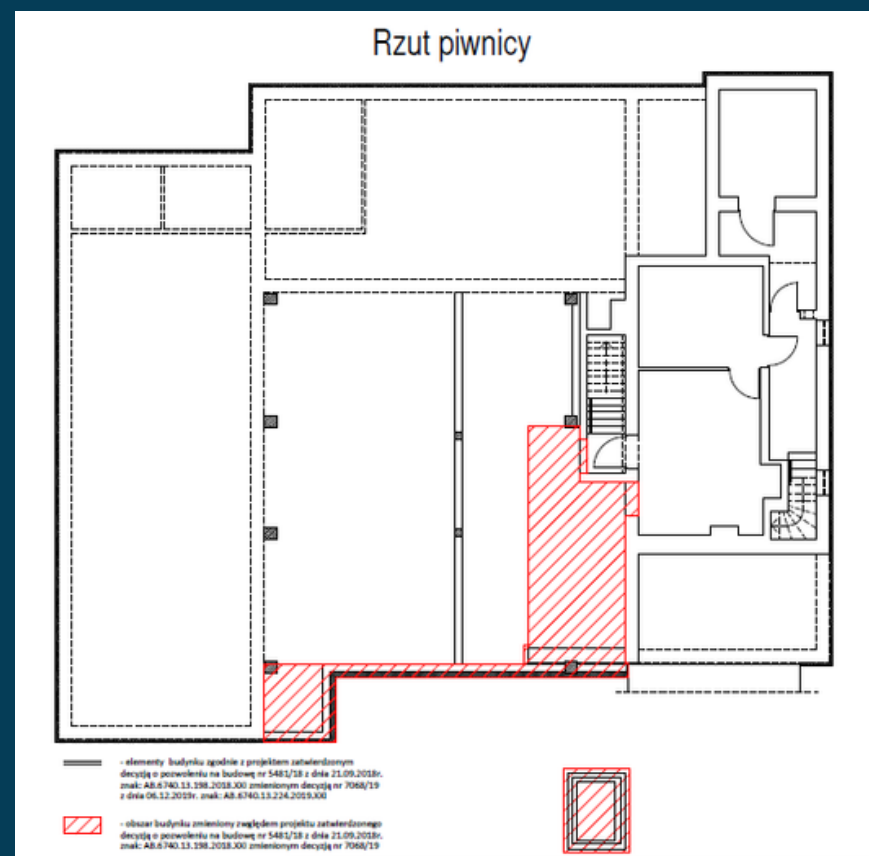 Rzut piwnicy
- elementy budynku zgodnie z projektem zatwierdzonym
decyzją o pozwoleniu na budowę nr 5481/18 z dnia 21.09.2018r.
znak: AB.6740.13.198.2018.XXI zmienionym decyzją nr 7068/19
z dnia 06.12.2019r. znak: AB.6740.13.224.2019.XXI
- obszar budynku zmieniony względem projektu zatwierdzonego
decyzją o pozwoleniu na budowę nr 5481/18 z dnia 21.09.2018r.
znak: AB.6740.13.198.2018.XXI zmienionym decyzją nr 7068/19